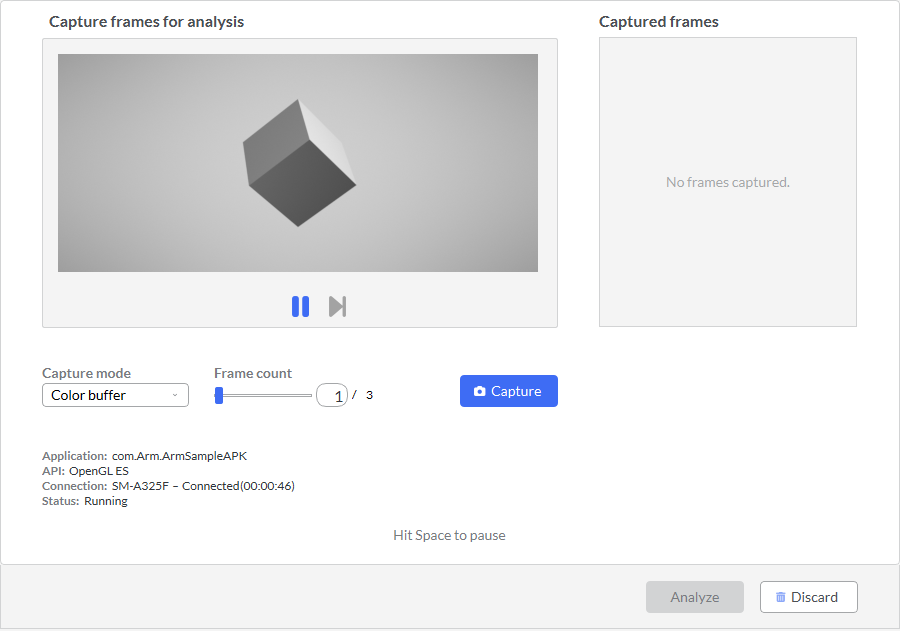 Capture frames for analysis
Captured frames
No frames captured.
Capture mode
Frame count
Color buffer
1 / 3
Capture
Application: com.Arm.ArmSampleAPK
API: OpenGL ES
Connection: SM-A325F – Connected(00:00:46)
Status: Running
Hit Space to pause
Analyze
Discard